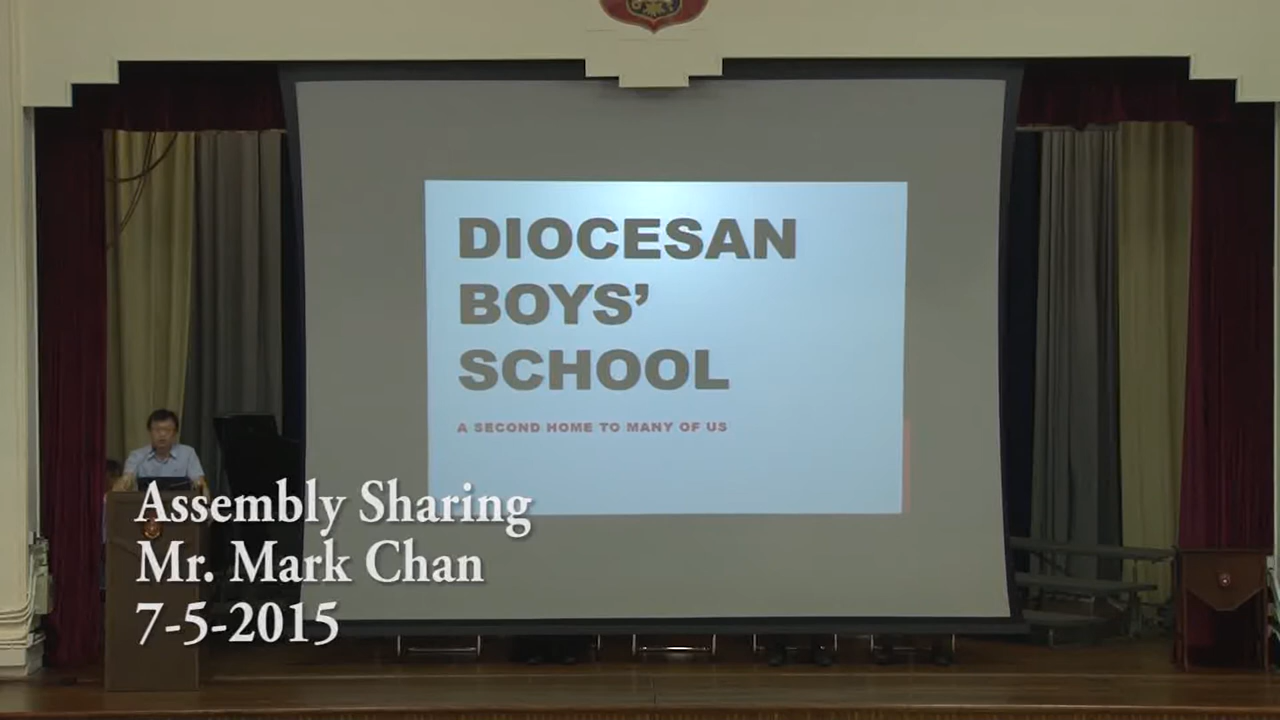 DIOCESAN
BOYS’
SCHOOL
A SECOND HOME TO MANY OF US
Assembly Sharing
Mr. Mark Chan
7-5-2015